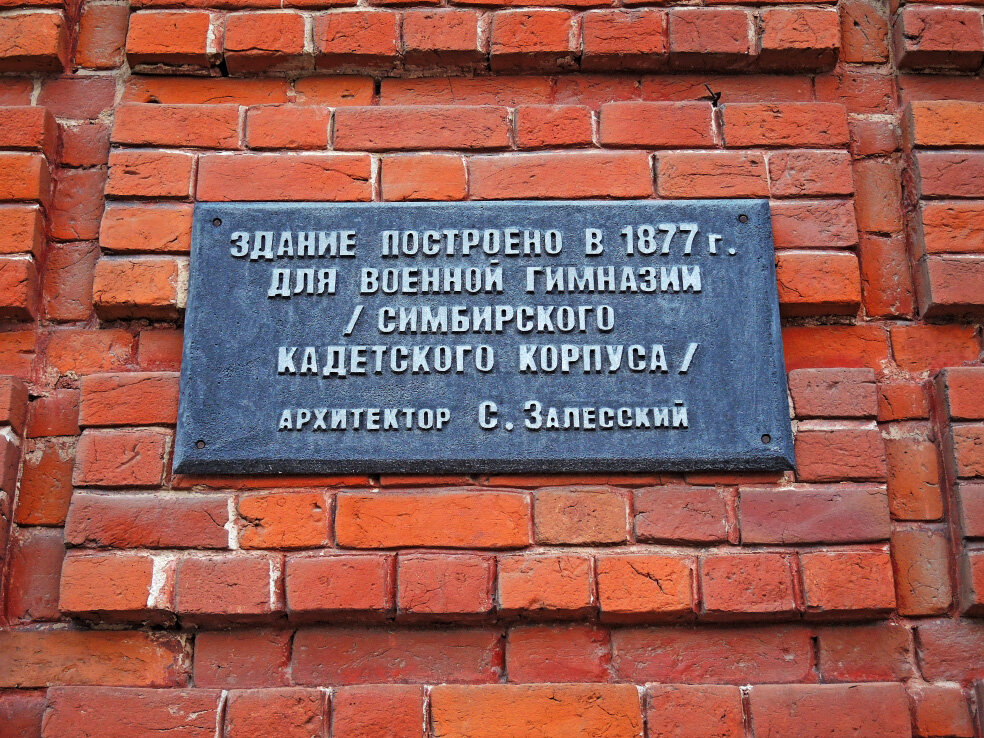 ЗДАНИЕ ПОСТРОЕНО В 1877 г.
ДЛЯ ВОЕННОЙ ГИМНАЗИИ
/ СИМБИРСКОГО
КАДЕТСКОГО КОРПУСА /
АРХИТЕКТОР С. ЗАЛЕССКИЙ